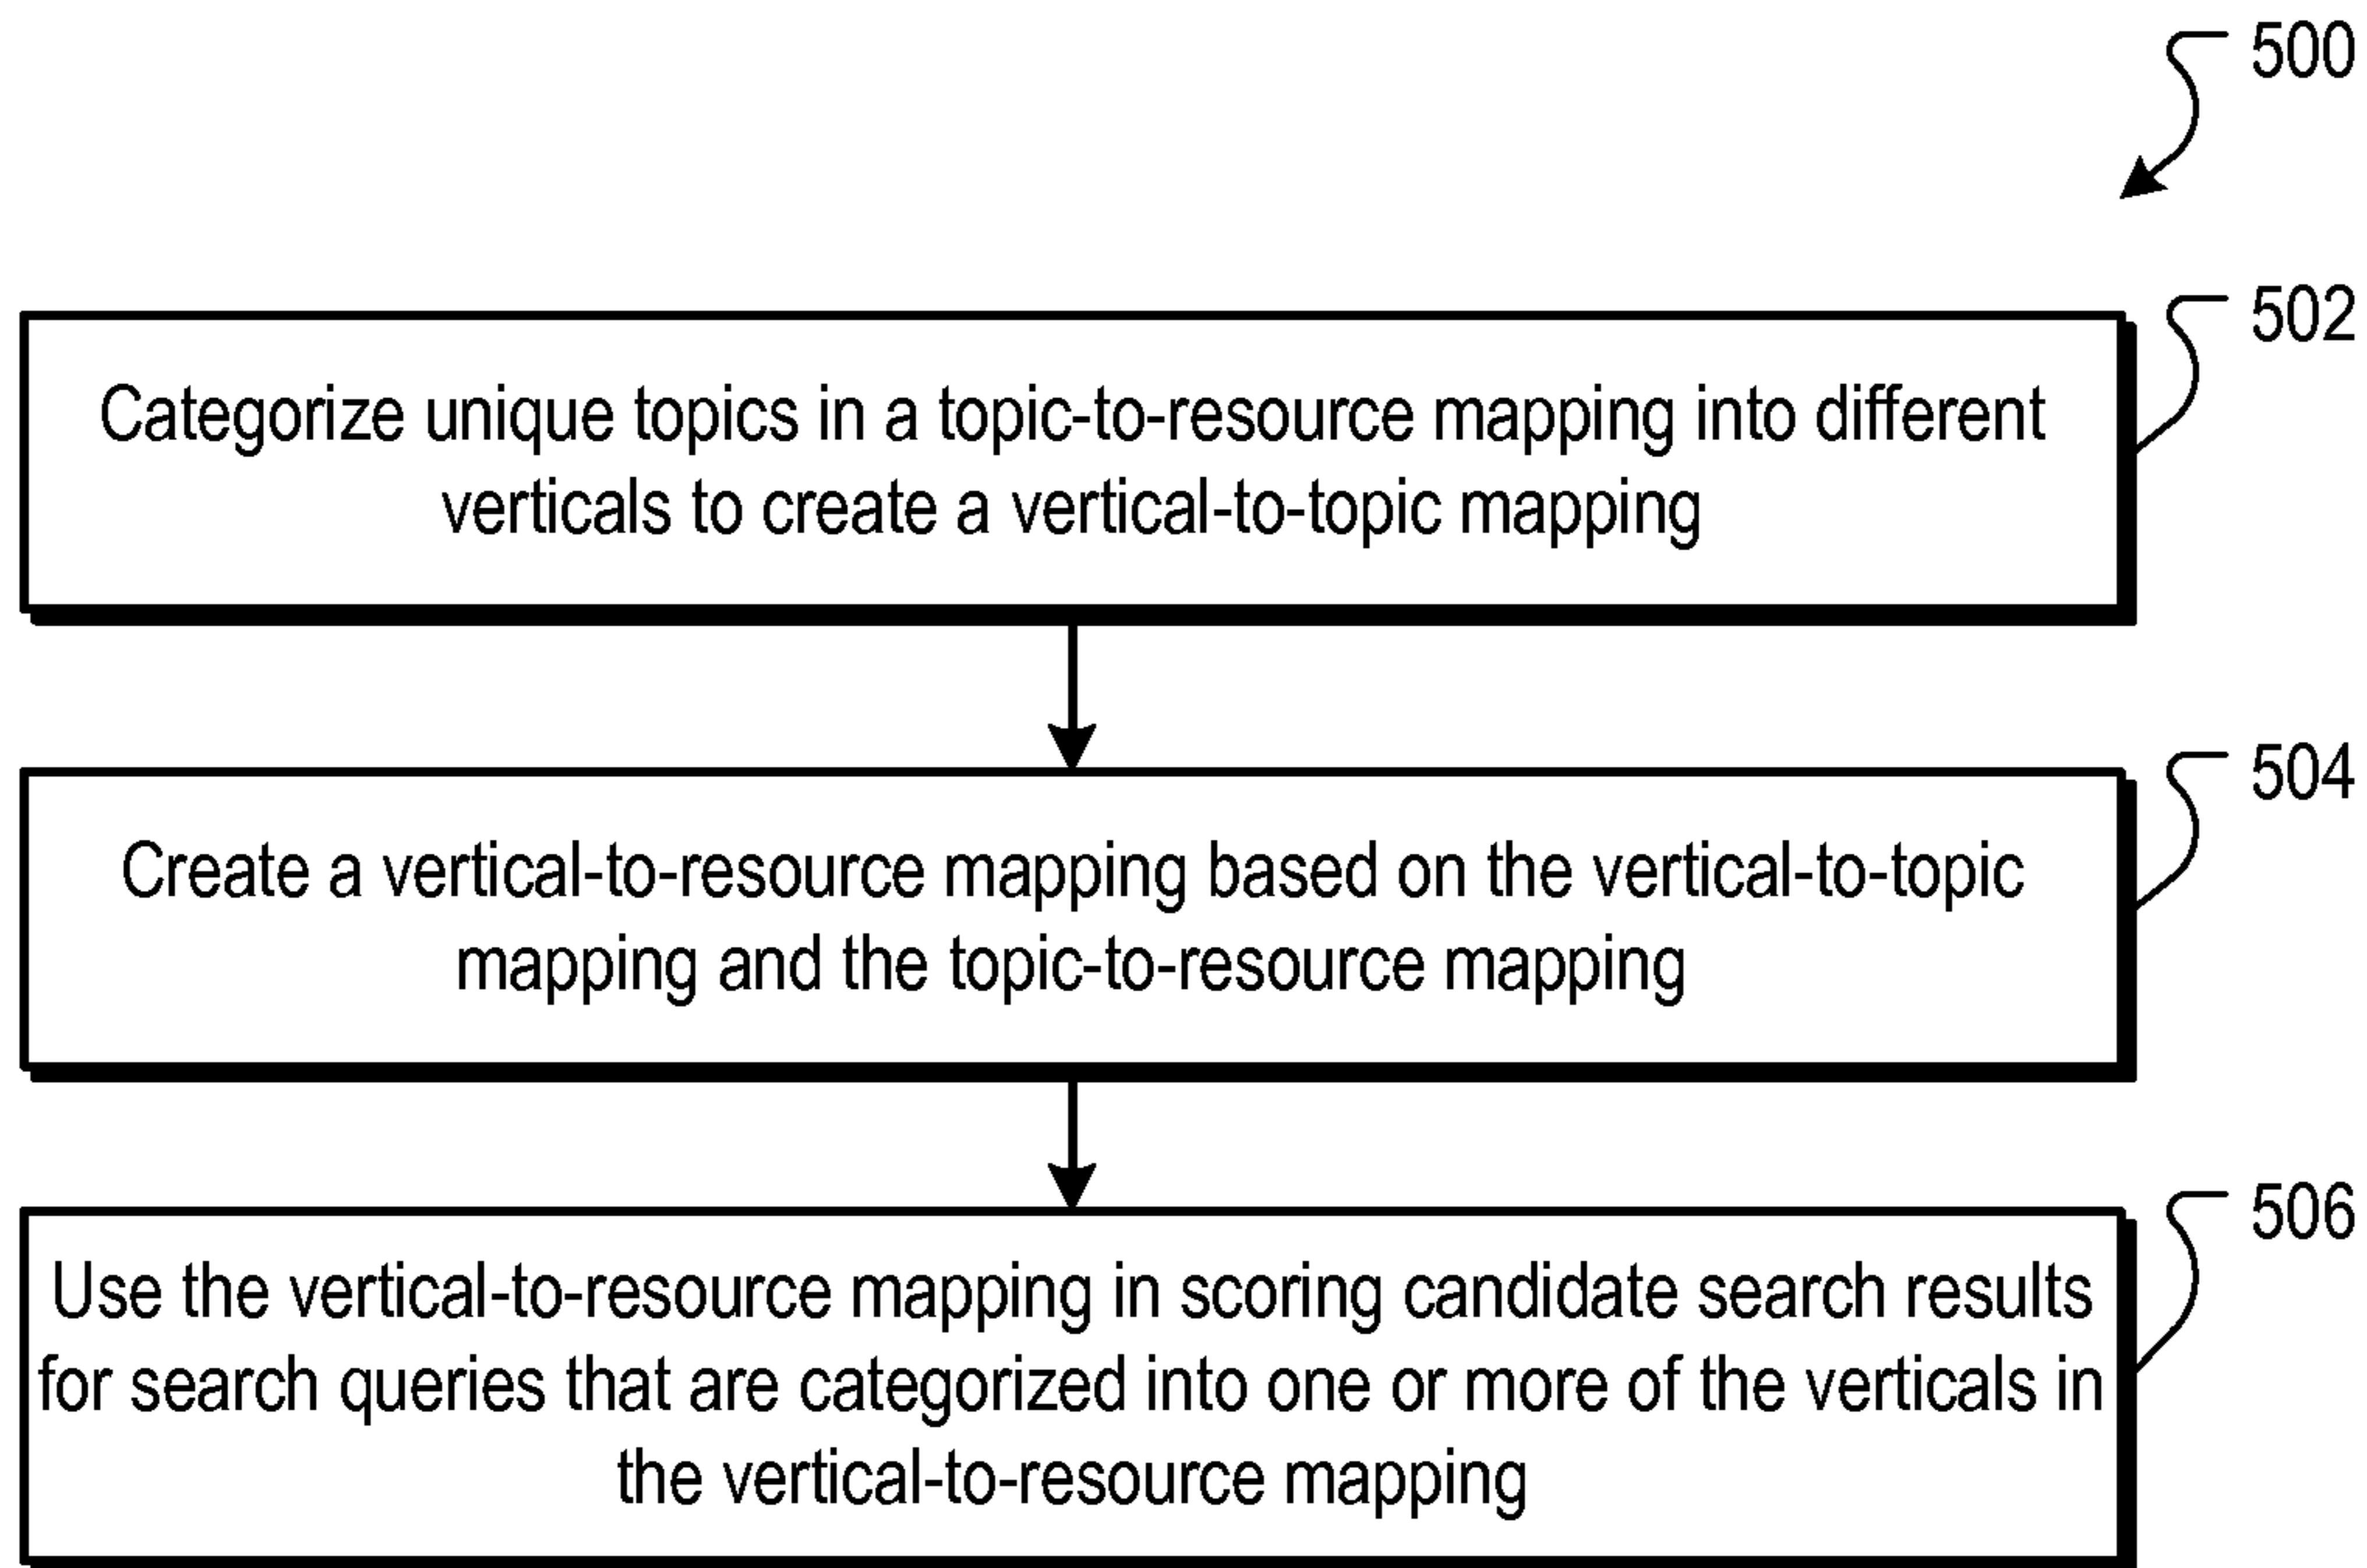 500
502
Categorize unique topics in a topic-to-resource mapping into different
verticals to create a vertical-to-topic mapping
504
Create a vertical-to-resource mapping based on the vertical-to-topic
mapping and the topic-to-resource mapping
506
Use the vertical-to-resource mapping in scoring candidate search results
for search queries that are categorized into one or more of the verticals in
the vertical-to-resource mapping